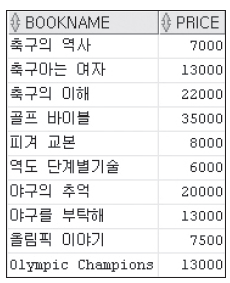 BOOKNAME PRICE
축구의 역사 7000
축구아는 여자 13000
축구의 이해 22000
골프 바이블 35000
피겨 교본 8000
역도 단계별기술 6000
야구의 추억 20000
야구를 부탁해 13000
올림픽 이야기 7500
Olympic Champions 13000